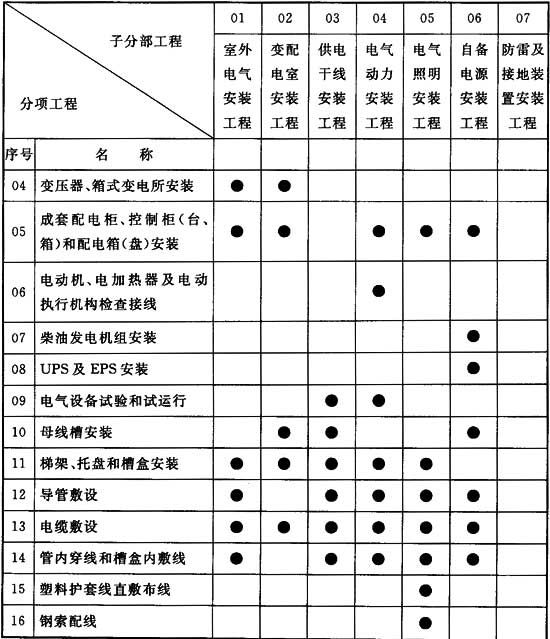 子分部工程
分项工程
01 02 03 04 05 06 07
室外 变配 供电 电气 电气 自备 防雷及
电气 电室 干线 动力 照明 电源 接地装
安装 安装 安装 安装 安装 安装 置安装
工程 工程 工程 工程 工程 工程 工程
序号 名 称
04 变压器、箱式变电所安装 ● ●
05 成套配电柜、控制柜(台、
箱)和配电箱(盘)安装 ● ● ● ● ●
06 电动机、电加热器及电动
执行机构检查接线 ●
07 柴油发电机组安装 ●
08 UPS及EPS安装 ●
09 电气设备试验和试运行 ● ●
10 母线槽安装 ● ● ●
11 梯架、托盘和槽盒安装 ● ● ● ● ●
12 导管敷设 ● ● ● ● ●
13 电缆敷设 ● ● ● ● ● ●
14 管内穿线和槽盒内敷线 ● ● ● ● ●
15 塑料护套线直敷布线 ●
16 钢索配线 ●